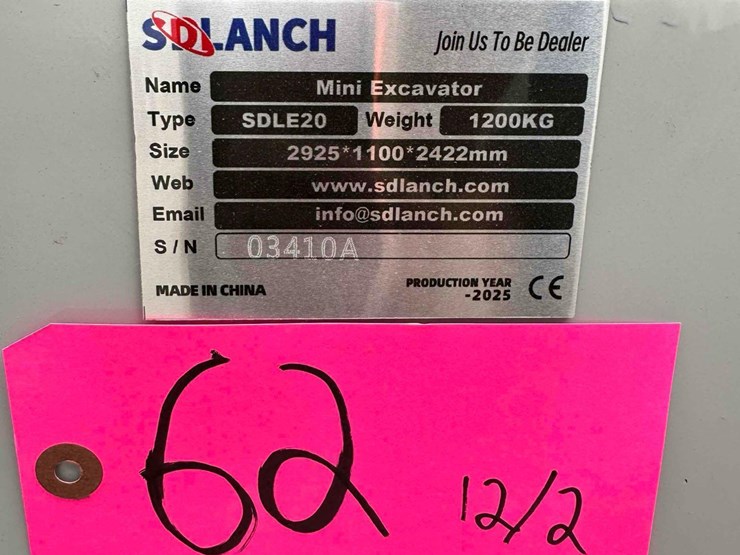 SDLANCH Join Us To Be Dealer
Name Mini Excavator
Type SDLE20 Weight 1200KG
Size 2925*1100*2422mm
Web www.sdlanch.com
Email info@sdlanch.com
S/N 03410A
MADE IN CHINA PRODUCTION YEAR
-2025 CE
62 12/2